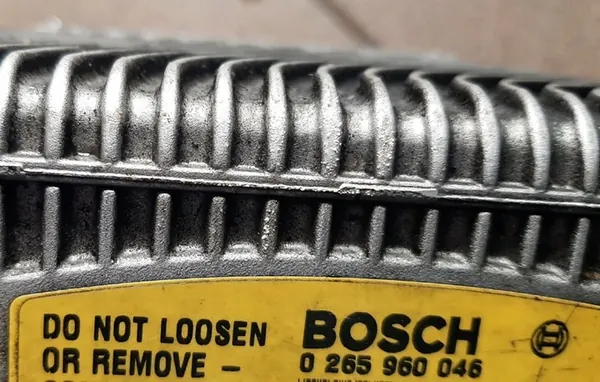 DO NOT LOOSEN
OR REMOVE -
BOSCH
0 265 960 046